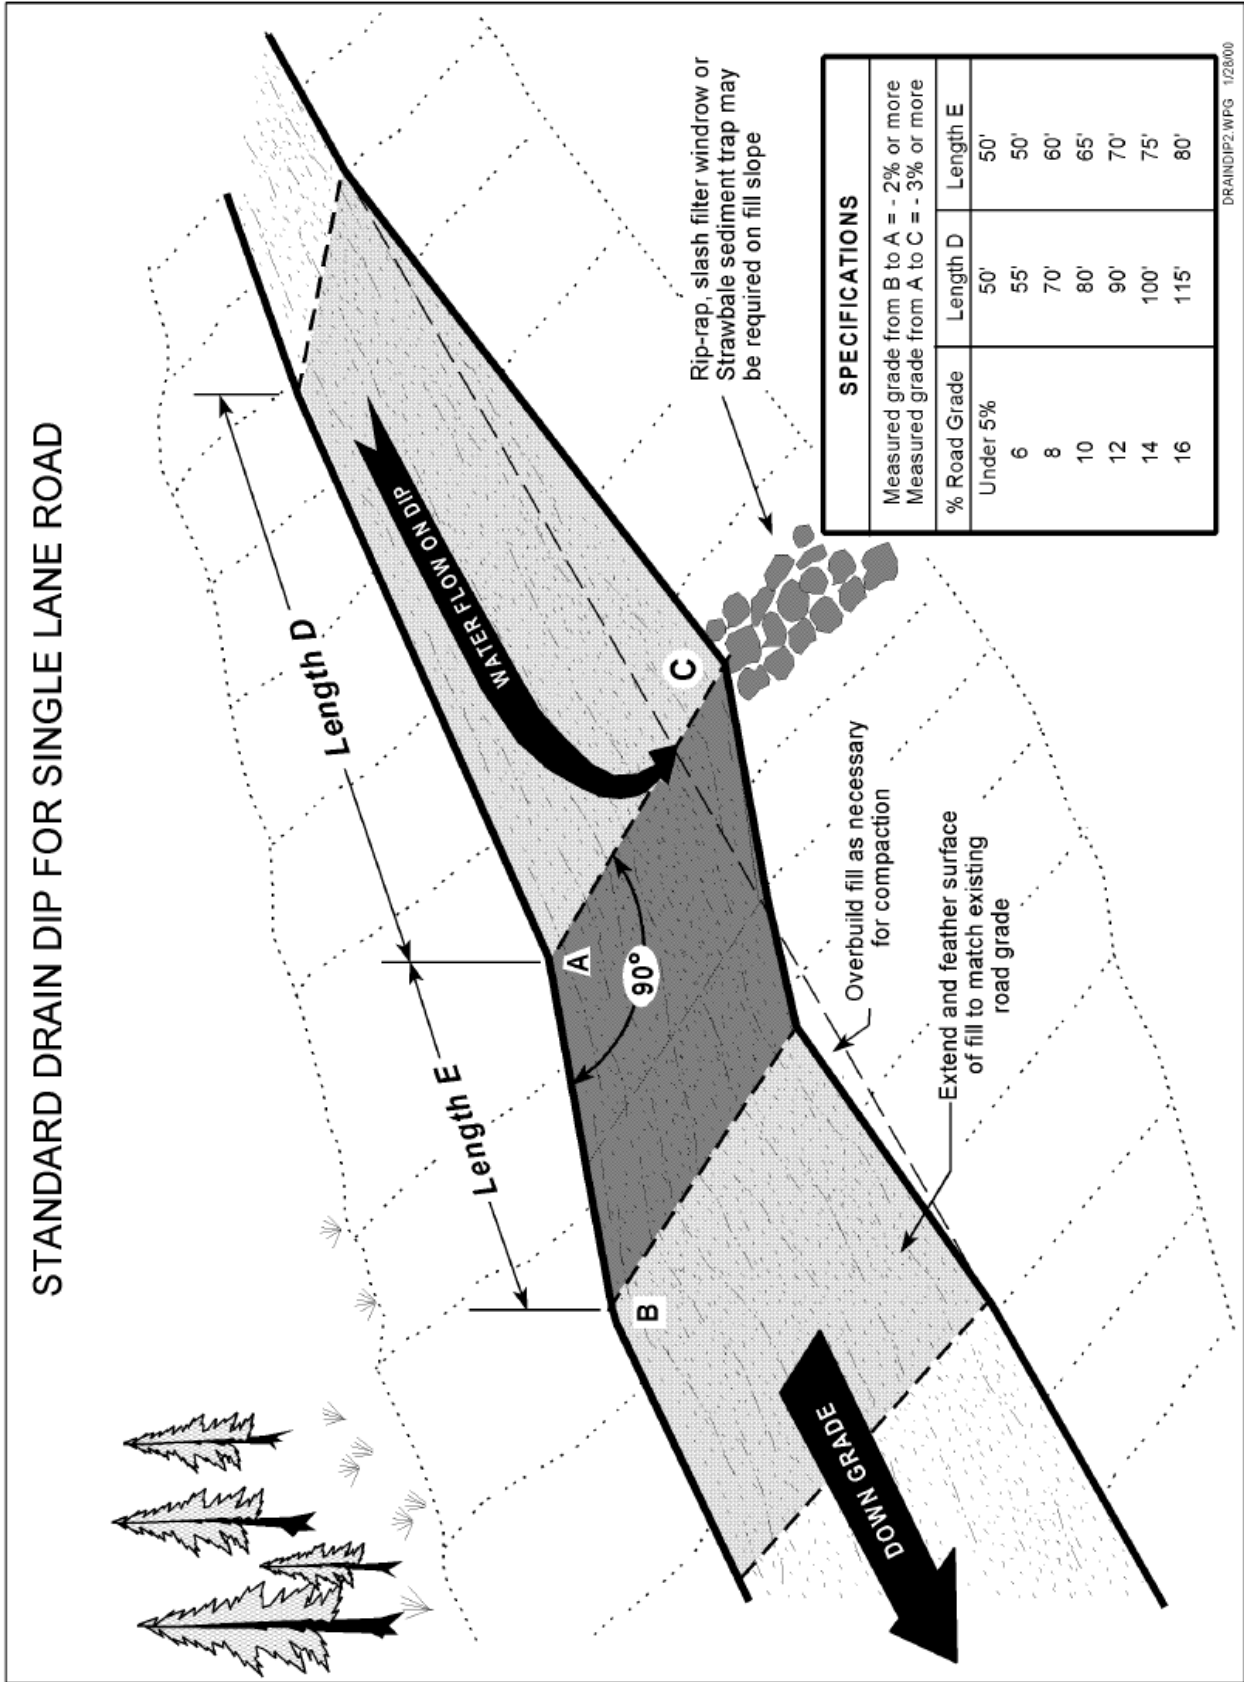 STANDARD DRAIN DIP FOR SINGLE LANE ROAD
Length E
Length D
WATER FLOW ON DIP
A
B
C
90°
DOWN GRADE
Rip-rap, slash filter windrow or
Strawbale sediment trap may
be required on fill slope
Overbuild fill as necessary
for compaction
Extend and feather surface
of fill to match existing
road grade
SPECIFICATIONS
Measured grade from B to A = - 2% or more
Measured grade from A to C = - 3% or more
% Road Grade Length D Length E
Under 5% 50' 50'
6 55' 50'
8 70' 60'
10 80' 65'
12 90' 70'
14 100' 75'
16 115' 80'
DRAINDIP2.WPG 1/28/00